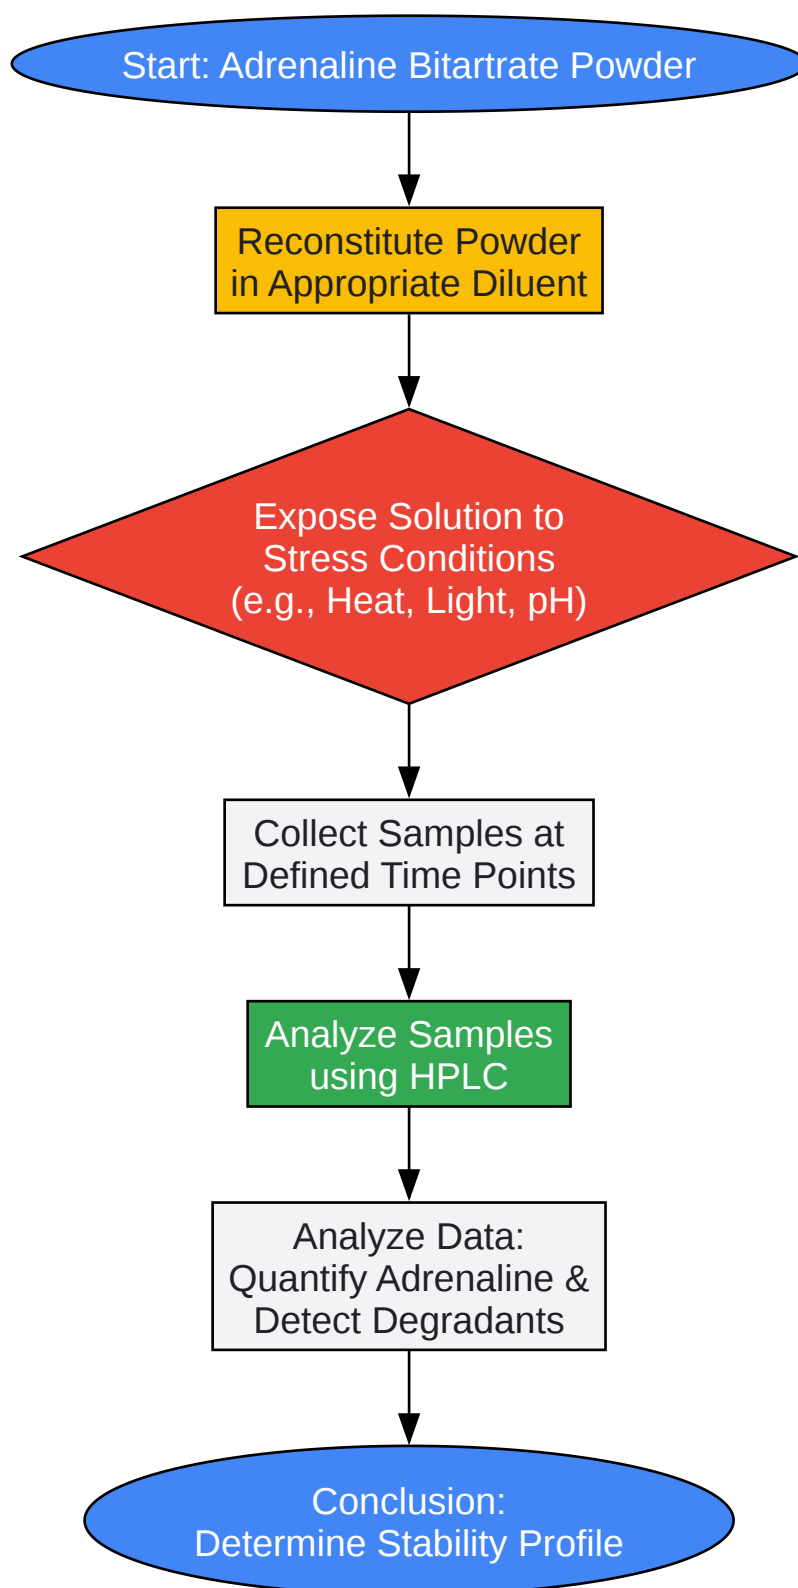 Start: Adrenaline Bitartrate Powder
Reconstitute Powder
in Appropriate Diluent
Expose Solution to
Stress Conditions
(e.g., Heat, Light, pH)
Collect Samples at
Defined Time Points
Analyze Samples
using HPLC
Analyze Data:
Quantify Adrenaline &
Detect Degradants
Conclusion:
Determine Stability Profile